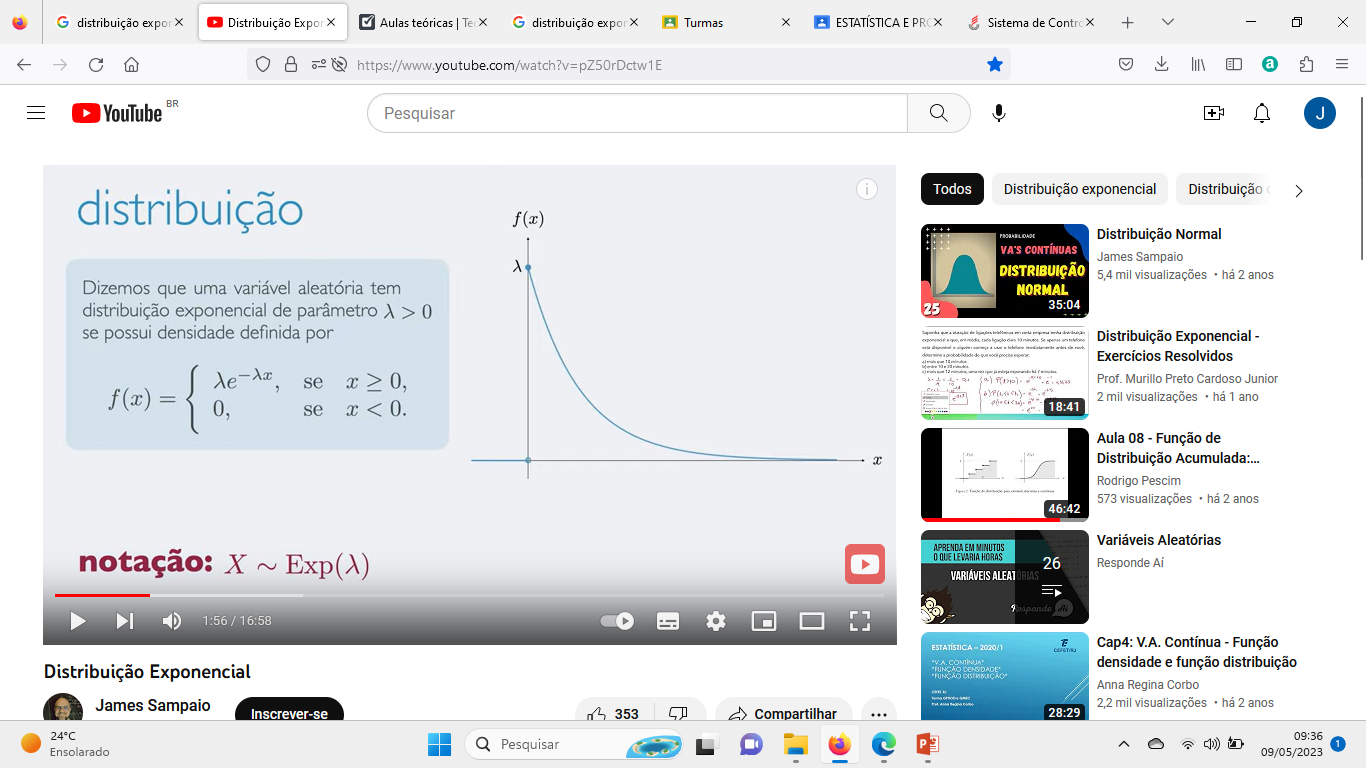 distribuição expor
Distribuição Expor
Aulas teóricas | Te
distribuição expor
Turmas
ESTATÍSTICA E PR
Sistema de Contro
https://www.youtube.com/watch?v=pZ50rDctw1E
YouTube BR
Pesquisar
J
distribuição
Dizemos que uma variável aleatória tem
distribuição exponencial de parâmetro λ > 0
se possui densidade definida por
f(x) = { λe^{-λx}, se x ≥ 0,
0, se x < 0.
f(x)
λ
x
notação: X ∼ Exp(λ)
1:56 / 16:58
Distribuição Exponencial
James Sampaio
Inscrever-se
353
Compartilhar
Todos
Distribuição exponencial
Distribuição
PROBABILIDADE
VA'S CONTÍNUAS
DISTRIBUIÇÃO
NORMAL
25
35:04
Distribuição Normal
James Sampaio
5,4 mil visualizações • há 2 anos
18:41
Distribuição Exponencial -
Exercícios Resolvidos
Prof. Murillo Preto Cardoso Junior
2 mil visualizações • há 1 ano
46:42
Aula 08 - Função de
Distribuição Acumulada:...
Rodrigo Pescim
573 visualizações • há 2 anos
APRENDA EM MINUTOS
O QUE LEVARIA HORAS
VARIÁVEIS ALEATÓRIAS
26
Responde Aí
Variáveis Aleatórias
Responde Aí
ESTATÍSTICA – 2020/1
*V.A. CONTÍNUA*
*FUNÇÃO DENSIDADE*
*FUNÇÃO DISTRIBUIÇÃO*
CEFET/RJ
28:29
Cap4: V.A. Contínua - Função
densidade e função distribuição
Anna Regina Corbo
2,2 mil visualizações • há 2 anos
24°C
Ensolarado
Pesquisar
09:36
09/05/2023
1